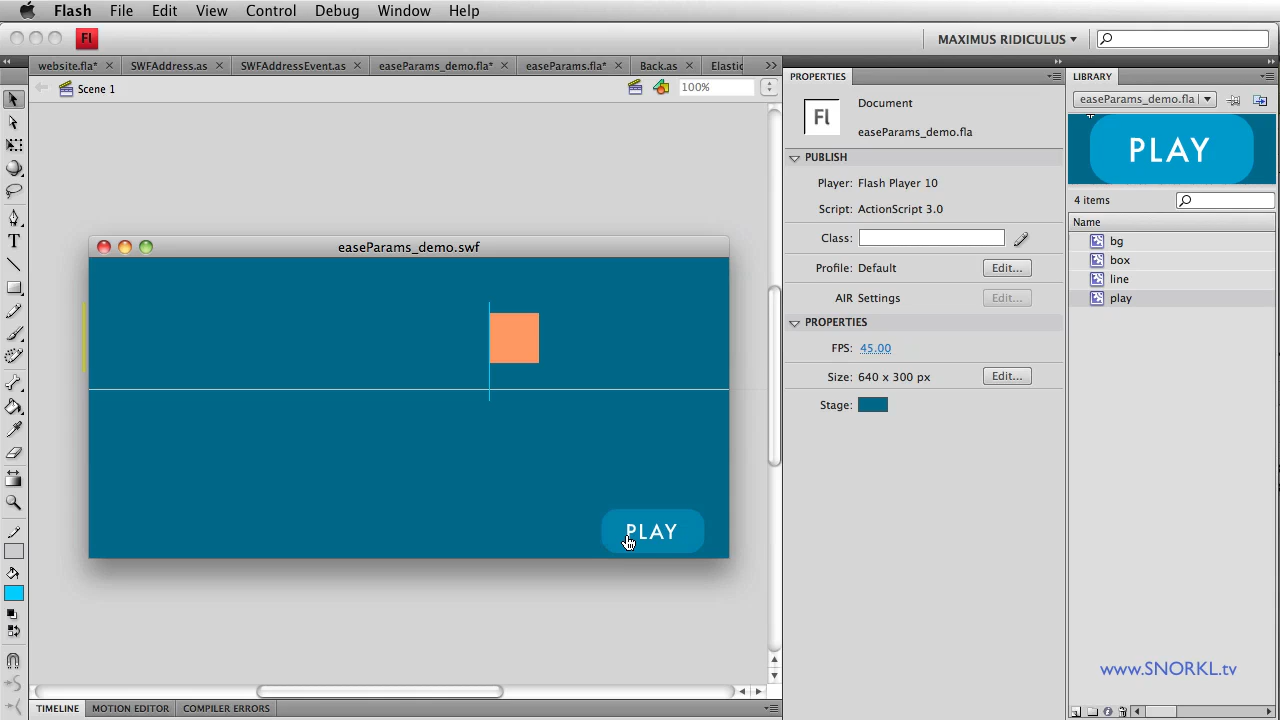 Flash File Edit View Control Debug Window Help
Fl MAXIMUS RIDICULUS
website.fla* SWFAddress.as SWFAddressEvent.as easeParams_demo.fla* easeParams.fla* Back.as Elastic
Scene 1 100%
easeParams_demo.swf
PLAY
TIMELINE MOTION EDITOR COMPILER ERRORS
PROPERTIES
Fl
Document
easeParams_demo.fla
PUBLISH
Player: Flash Player 10
Script: ActionScript 3.0
Class:
Profile: Default Edit...
AIR Settings Edit...
PROPERTIES
FPS: 45.00
Size: 640 x 300 px Edit...
Stage:
LIBRARY
easeParams_demo.fla
PLAY
4 items
Name
bg
box
line
play
www.SNORKL.tv